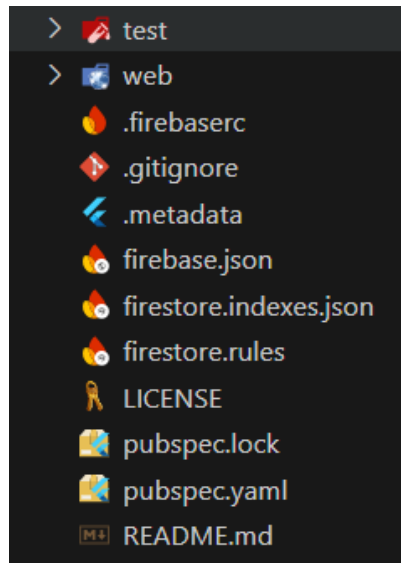 test
web
.firebaserc
.gitignore
.metadata
firebase.json
firestore.indexes.json
firestore.rules
LICENSE
pubspec.lock
pubspec.yaml
README.md